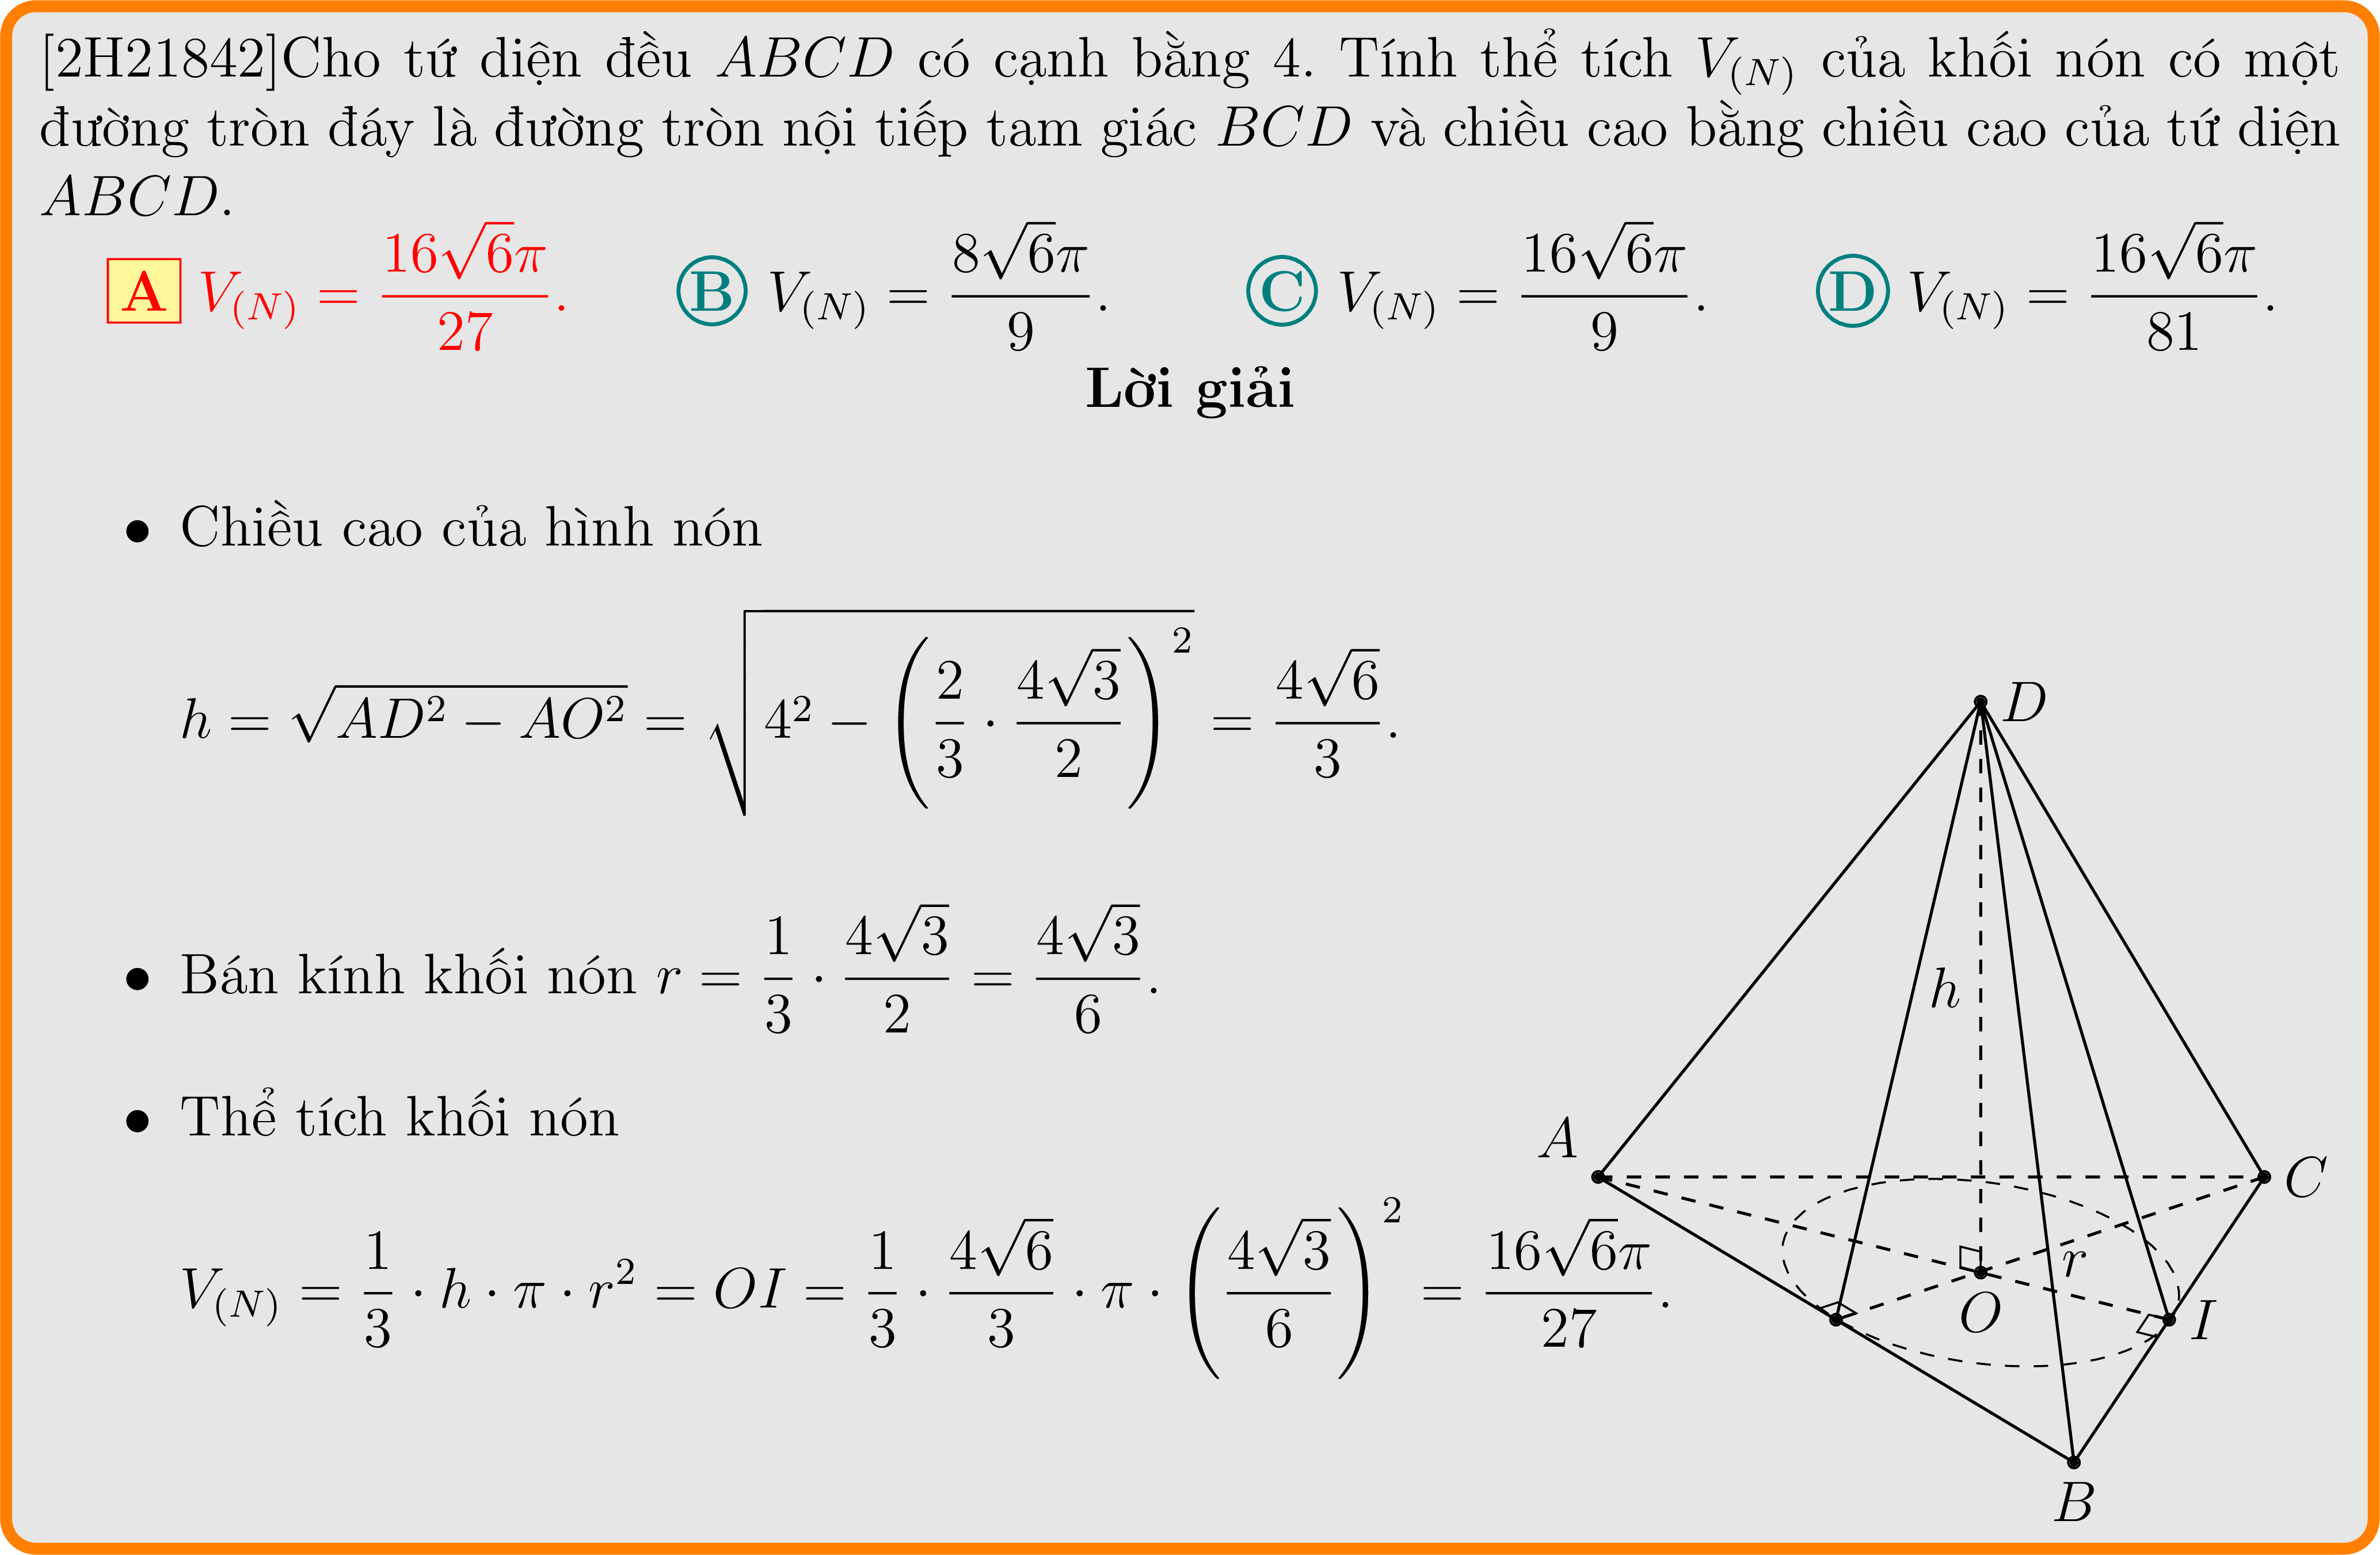 [2H21842]Cho tứ diện đều $ABCD$ có cạnh bằng 4. Tính thể tích $V_{(N)}$ của khối nón có một
đường tròn đáy là đường tròn nội tiếp tam giác $BCD$ và chiều cao bằng chiều cao của tứ diện
$ABCD$.
A $V_{(N)} = \frac{16\sqrt{6}\pi}{27}$. B $V_{(N)} = \frac{8\sqrt{6}\pi}{9}$. C $V_{(N)} = \frac{16\sqrt{6}\pi}{9}$. D $V_{(N)} = \frac{16\sqrt{6}\pi}{81}$.
Lời giải
• Chiều cao của hình nón
$h = \sqrt{AD^2 - AO^2} = \sqrt{4^2 - \left(\frac{2}{3} \cdot \frac{4\sqrt{3}}{2}\right)^2} = \frac{4\sqrt{6}}{3}$.
• Bán kính khối nón $r = \frac{1}{3} \cdot \frac{4\sqrt{3}}{2} = \frac{4\sqrt{3}}{6}$.
• Thể tích khối nón
$V_{(N)} = \frac{1}{3} \cdot h \cdot \pi \cdot r^2 = OI = \frac{1}{3} \cdot \frac{4\sqrt{6}}{3} \cdot \pi \cdot \left(\frac{4\sqrt{3}}{6}\right)^2 = \frac{16\sqrt{6}\pi}{27}$.
D
h
A
C
r
O
I
B